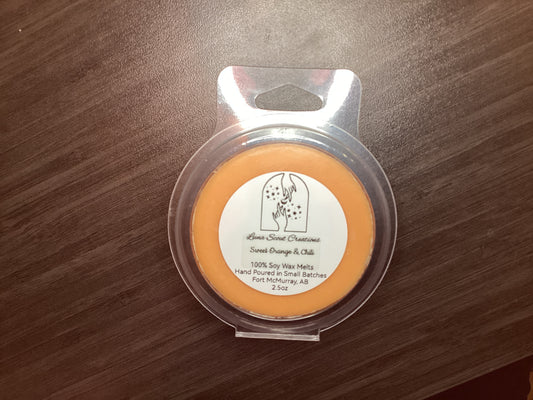 Luna Scent Creations
Sweet Orange & Chili
100% Soy Wax Melts
Hand Poured in Small Batches
Fort McMurray, AB
2.5oz